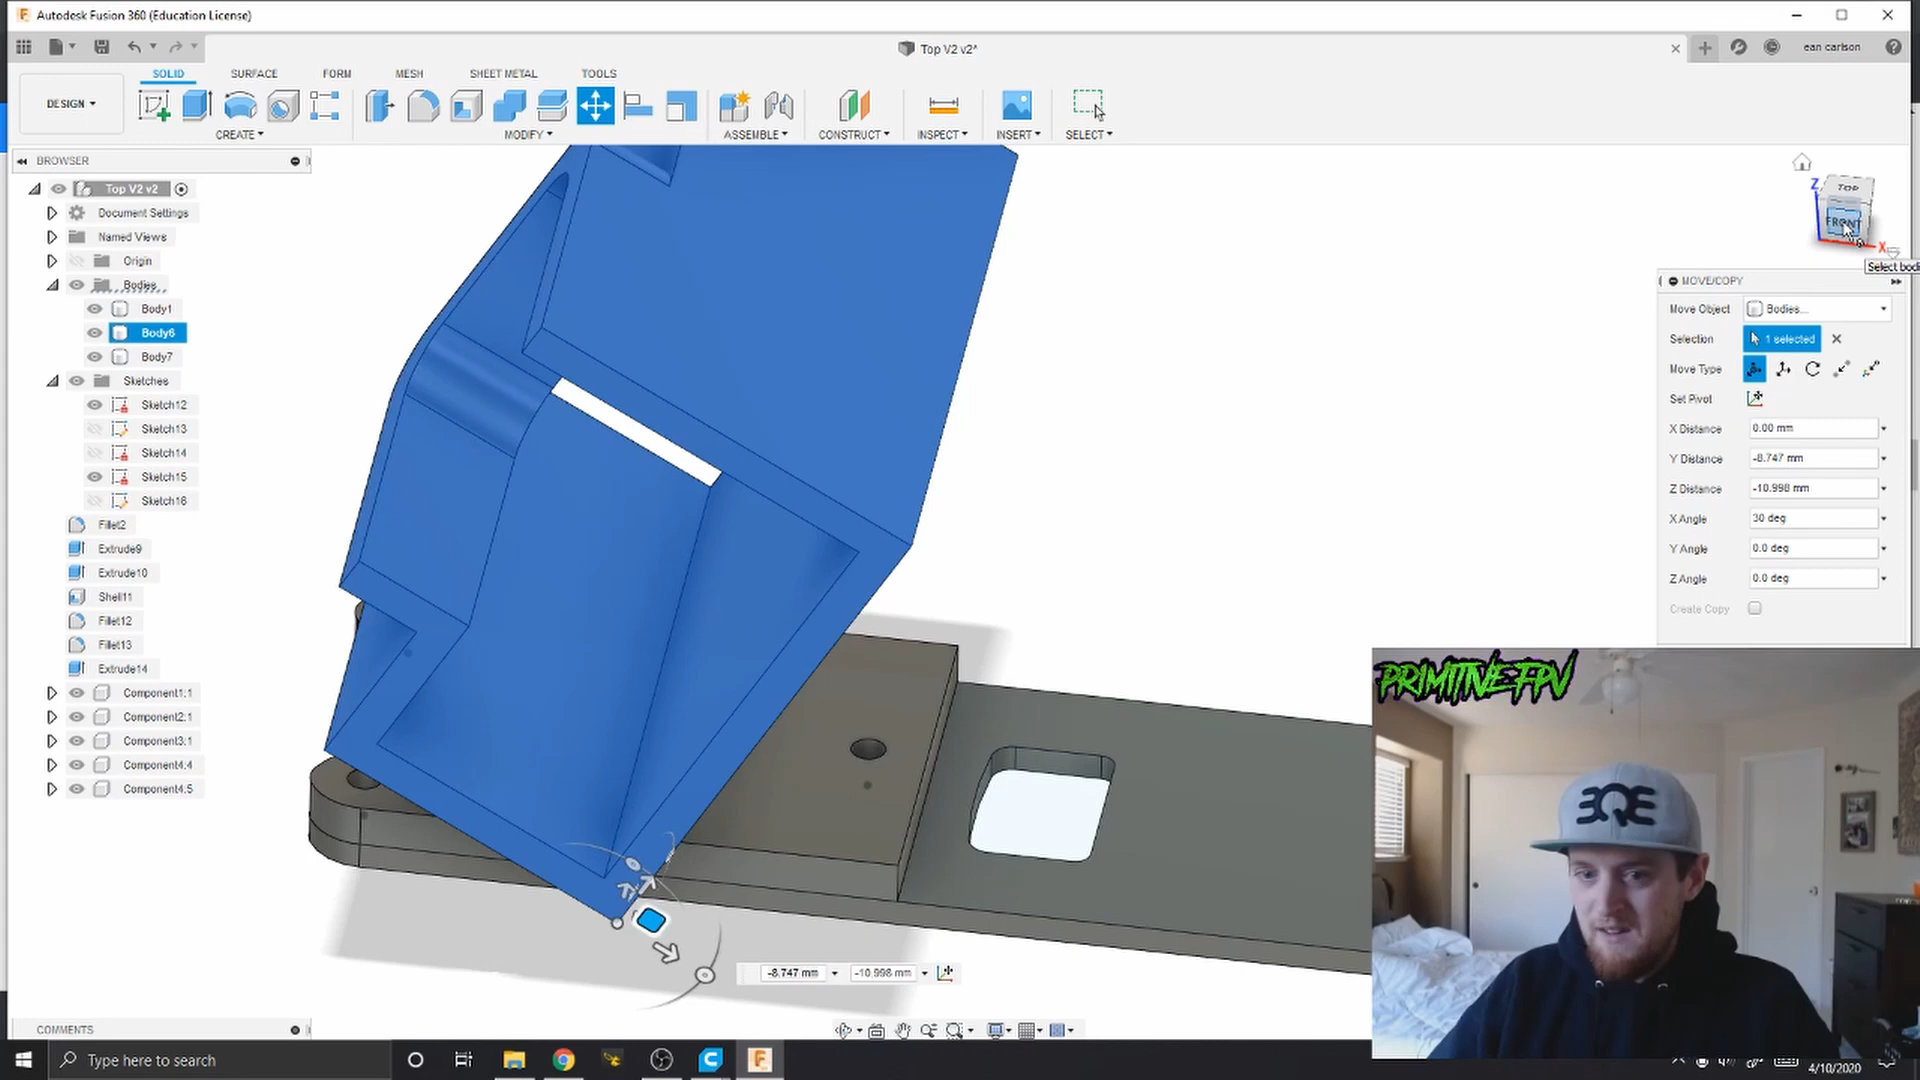 Autodesk Fusion 360 (Education License)
Top V2 v2*
ean carlson
DESIGN
SOLID
SURFACE
FORM
MESH
SHEET METAL
TOOLS
CREATE
MODIFY
ASSEMBLE
CONSTRUCT
INSPECT
INSERT
SELECT
BROWSER
Top V2 v2
Document Settings
Named Views
Origin
Bodies
Body1
Body6
Body7
Sketches
Sketch12
Sketch13
Sketch14
Sketch15
Sketch16
Fillet2
Extrude9
Extrude10
Shell11
Fillet12
Fillet13
Extrude14
Component1:1
Component2:1
Component3:1
Component4:4
Component4:5
COMMENTS
Z
TOP
FRONT
X
Select bodi
MOVE/COPY
Move Object
Bodies...
Selection
1 selected
Move Type
Set Pivot
X Distance
0.00 mm
Y Distance
-8.747 mm
Z Distance
-10.998 mm
X Angle
30 deg
Y Angle
0.0 deg
Z Angle
0.0 deg
Create Copy
-8.747 mm
-10.998 mm
PRIMITIVE FPV
Type here to search
4/10/2020